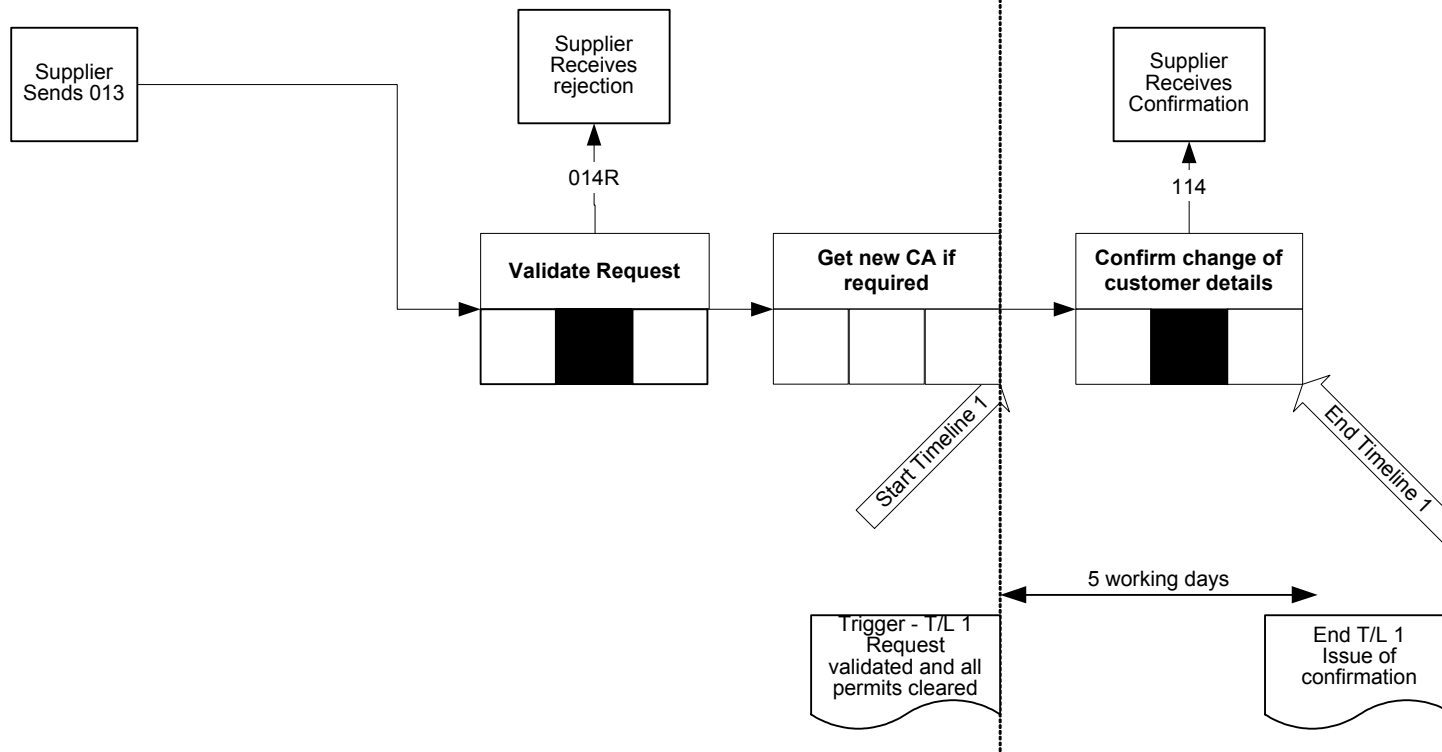 Supplier
Sends 013
Supplier
Receives
rejection
Supplier
Receives
Confirmation
014R
114
Validate Request
Get new CA if
required
Confirm change of
customer details
Start Timeline 1
End Timeline 1
5 working days
Trigger - T/L 1
Request
validated and all
permits cleared
End T/L 1
Issue of
confirmation